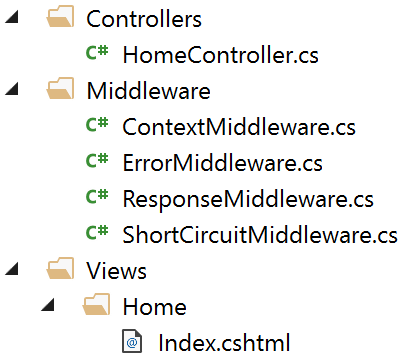 Controllers
C# HomeController.cs
Middleware
C# ContextMiddleware.cs
C# ErrorMiddleware.cs
C# ResponseMiddleware.cs
C# ShortCircuitMiddleware.cs
Views
Home
@ Index.cshtml